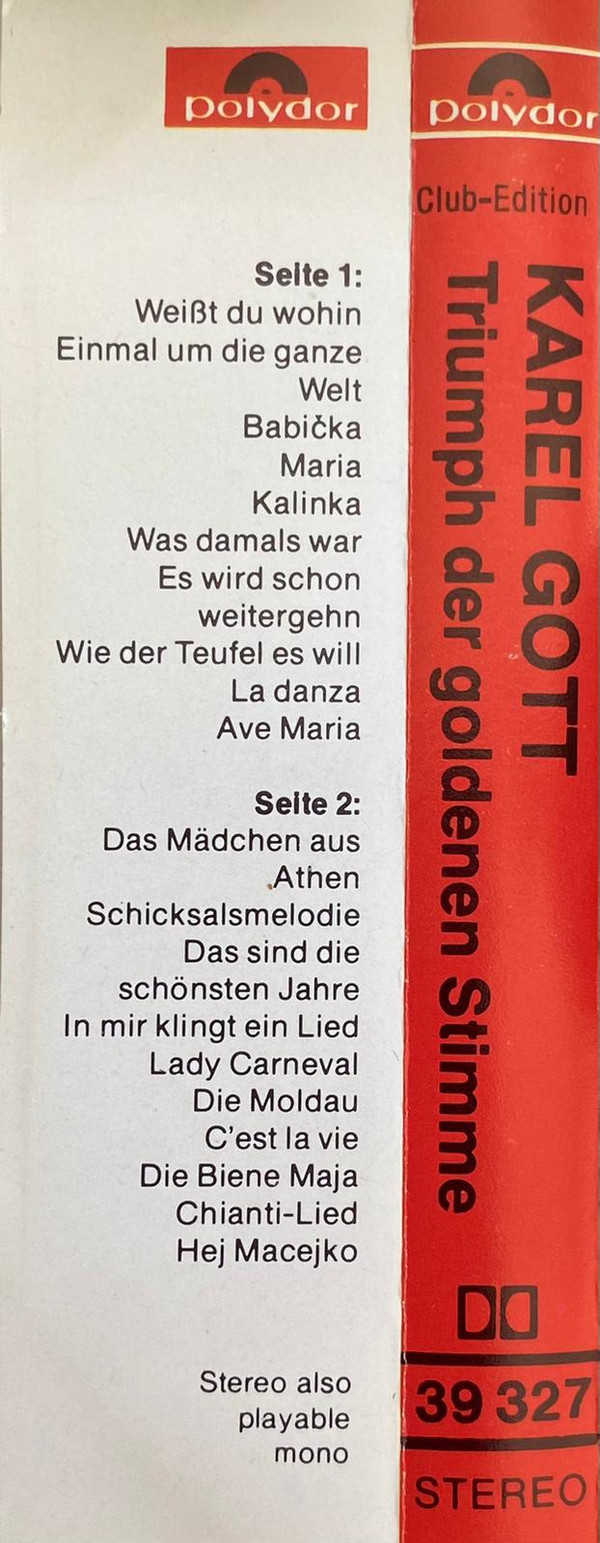 polydor
Seite 1:
Weißt du wohin
Einmal um die ganze
Welt
Babička
Maria
Kalinka
Was damals war
Es wird schon
weitergehn
Wie der Teufel es will
La danza
Ave Maria
Seite 2:
Das Mädchen aus
Athen
Schicksalsmelodie
Das sind die
schönsten Jahre
In mir klingt ein Lied
Lady Carneval
Die Moldau
C'est la vie
Die Biene Maja
Chianti-Lied
Hej Macejko
Stereo also
playable
mono
polydor
Club-Edition
KAREL GOTT
Triumph der goldenen Stimme
39 327
STEREO